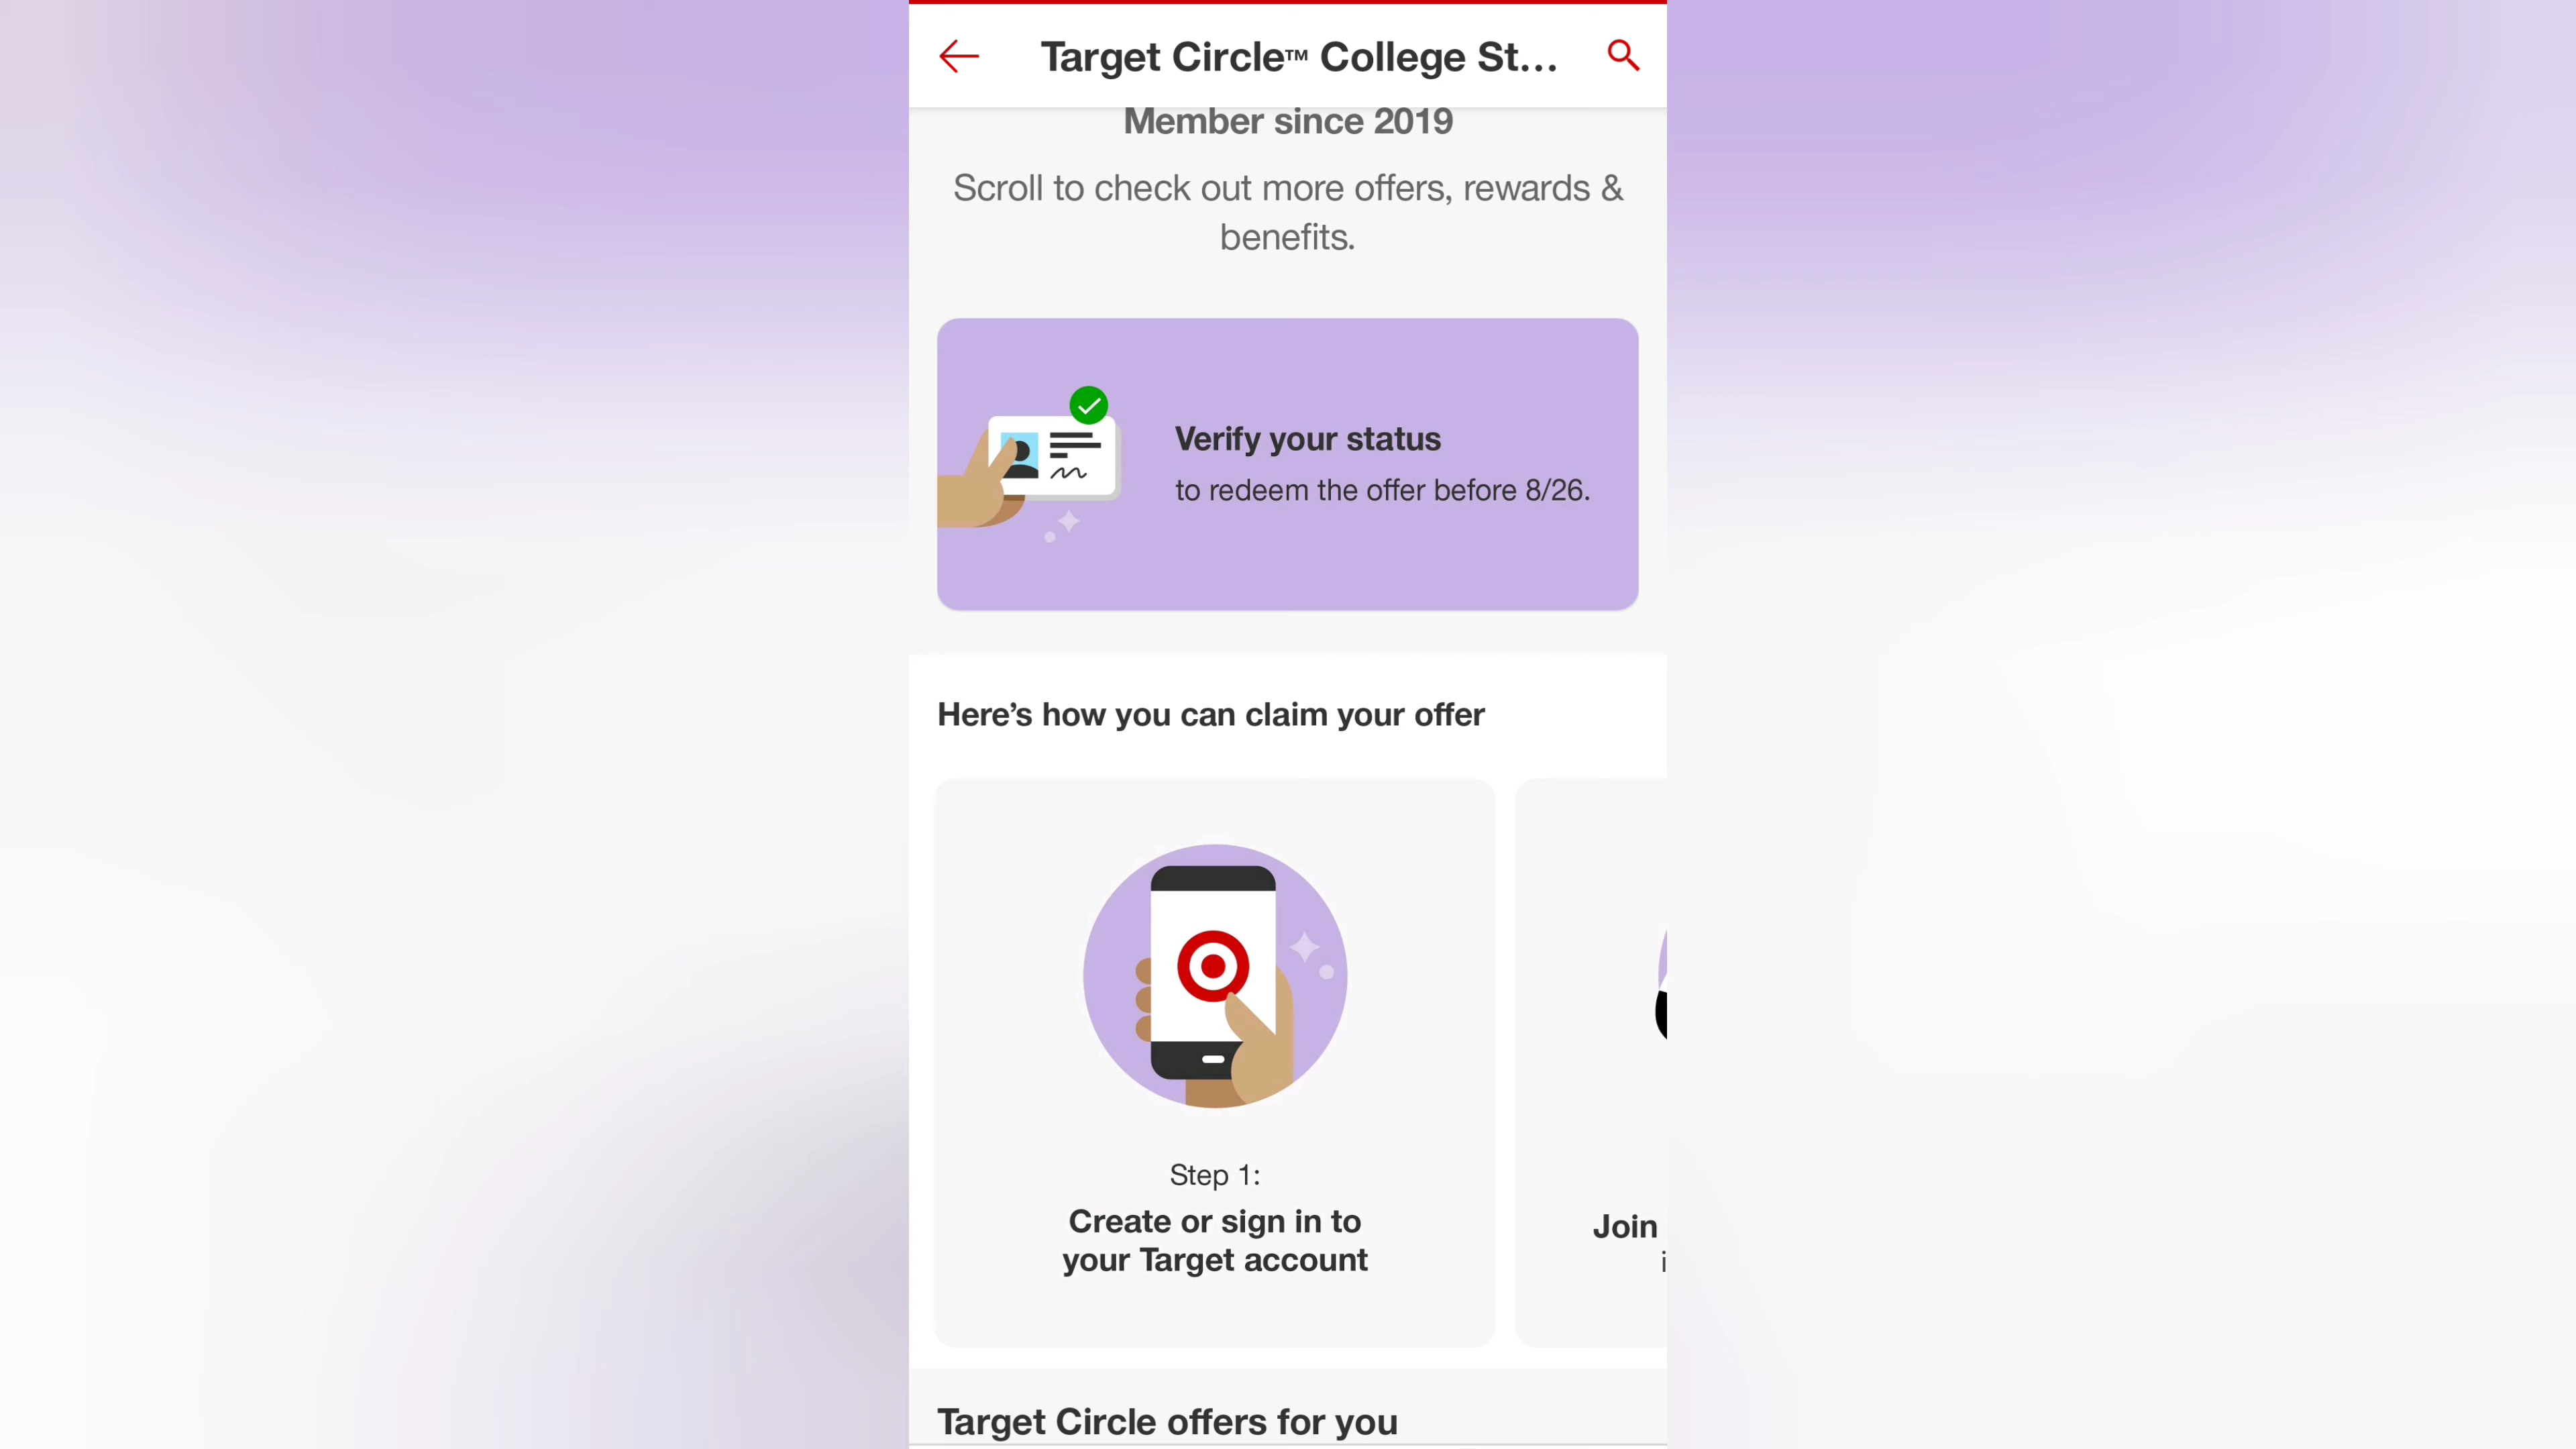 Target Circle™ College St...
Member since 2019
Scroll to check out more offers, rewards &
benefits.
Verify your status
to redeem the offer before 8/26.
Here's how you can claim your offer
Step 1:
Create or sign in to
your Target account
Join
i
Target Circle offers for you